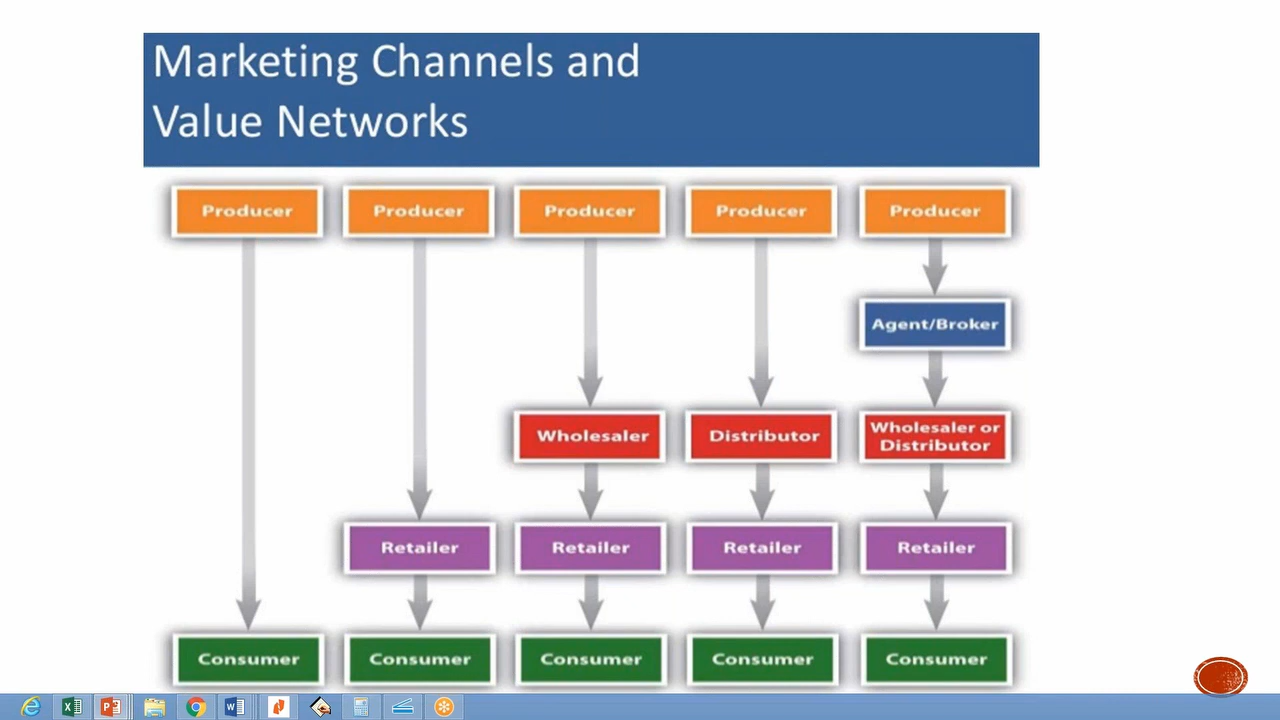 Marketing Channels and
Value Networks
Producer Producer Producer Producer Producer
Agent/Broker
Wholesaler Distributor Wholesaler or
Distributor
Retailer Retailer Retailer Retailer
Consumer Consumer Consumer Consumer Consumer